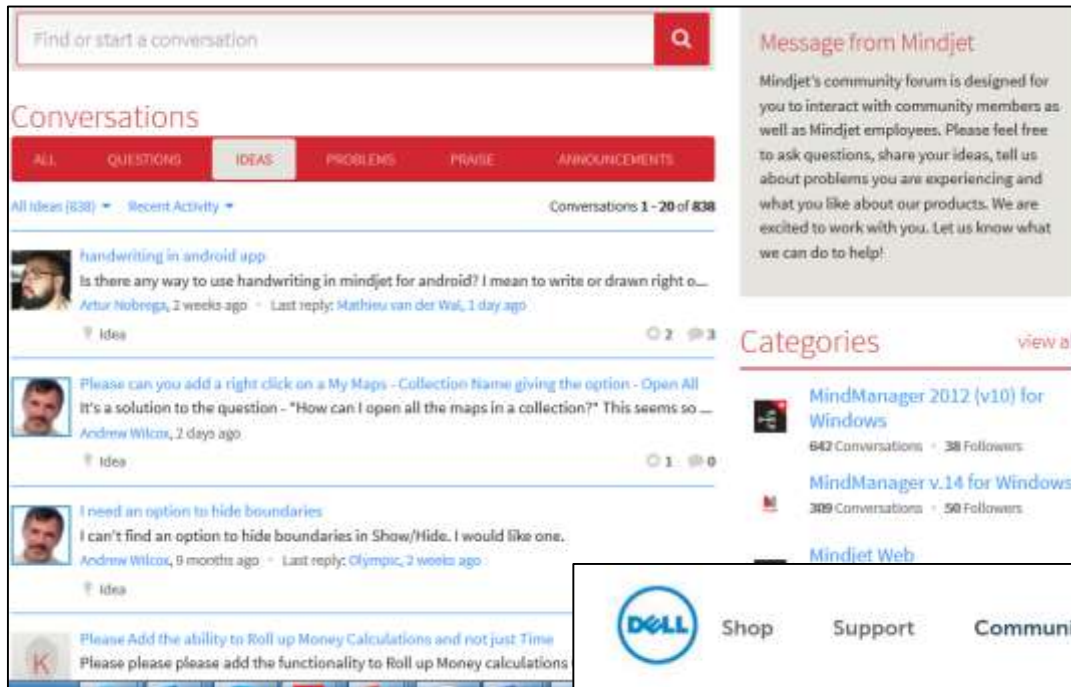 Find or start a conversation
Conversations
ALL QUESTIONS IDEAS PROBLEMS PRAISE ANNOUNCEMENTS
All Ideas (838) Recent Activity Conversations 1 - 20 of 838
handwriting in android app
Is there any way to use handwriting in mindjet for android? I mean to write or drawn right o...
Artur Nobrega, 2 weeks ago Last reply: Mathieu van der Wal, 1 day ago
Idea 2 3
Please can you add a right click on a My Maps - Collection Name giving the option - Open All
It's a solution to the question - "How can I open all the maps in a collection?" This seems so ...
Andrew Wilcox, 2 days ago
Idea 1 0
I need an option to hide boundaries
I can't find an option to hide boundaries in Show/Hide. I would like one.
Andrew Wilcox, 9 months ago Last reply: Olympic, 2 weeks ago
Idea
K
Please Add the ability to Roll up Money Calculations and not just Time
Please please please add the functionality to Roll up Money calculations
Message from Mindjet
Mindjet's community forum is designed for
you to interact with community members as
well as Mindjet employees. Please feel free
to ask questions, share your ideas, tell us
about problems you are experiencing and
what you like about our products. We are
excited to work with you. Let us know what
we can do to help!
Categories view al
MindManager 2012 (v10) for
Windows
642 Conversations 38 Followers
MindManager v.14 for Windows
309 Conversations 50 Followers
Mindjet Web
DELL Shop Support Communi